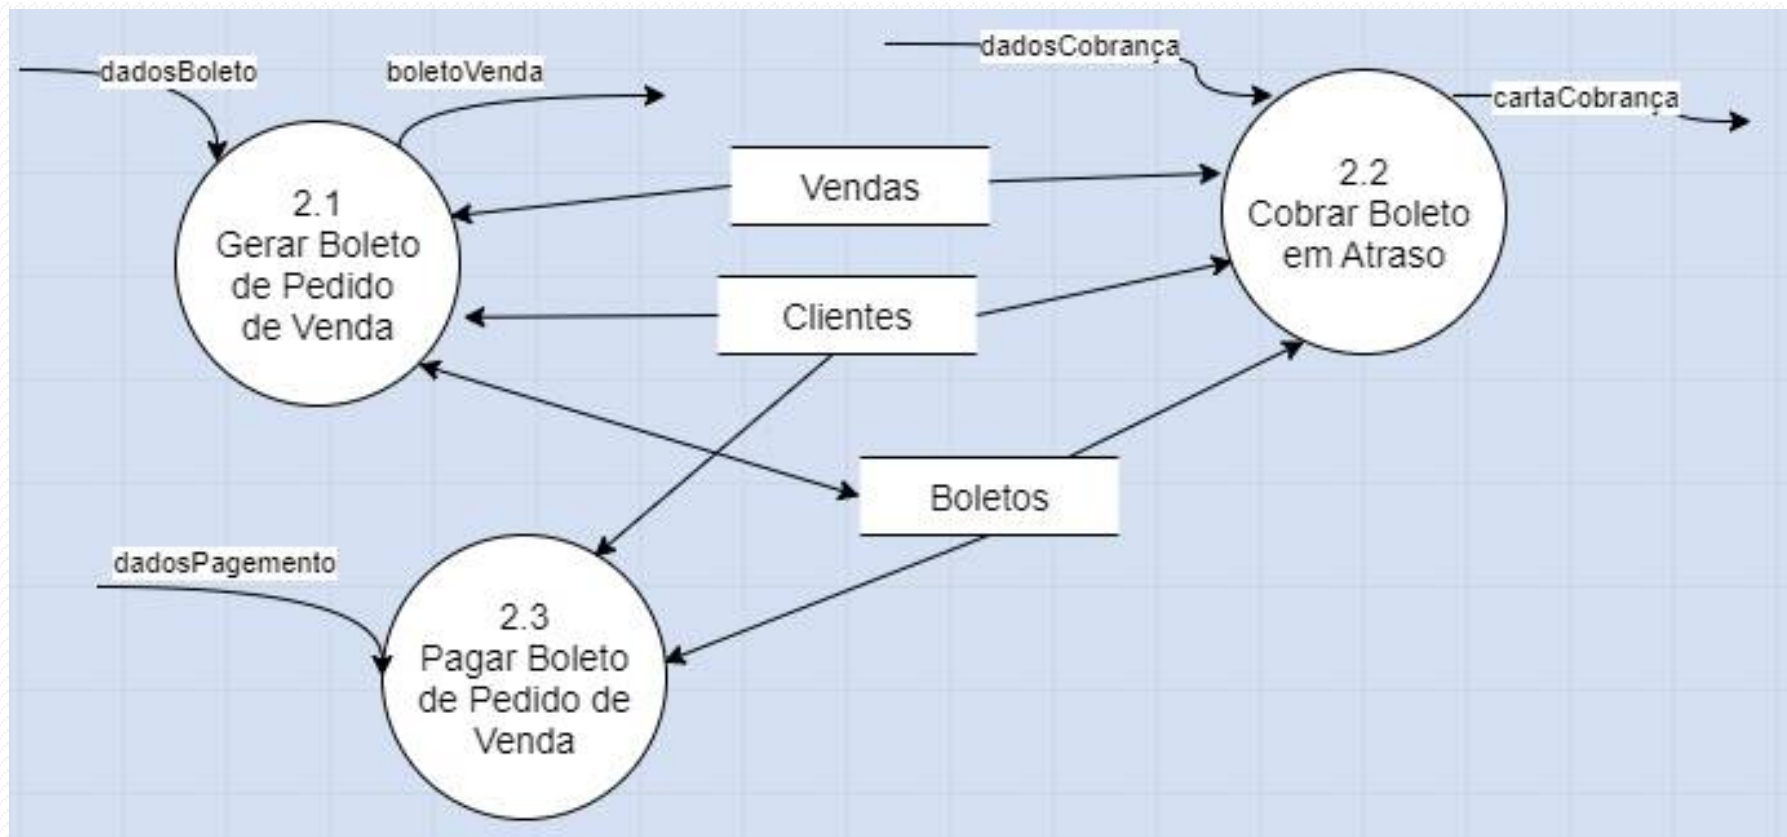 dadosBoleto
boletoVenda
dadosCobrança
cartaCobrança
2.1
Gerar Boleto
de Pedido
de Venda
Vendas
2.2
Cobrar Boleto
em Atraso
Clientes
Boletos
dadosPagemento
2.3
Pagar Boleto
de Pedido de
Venda